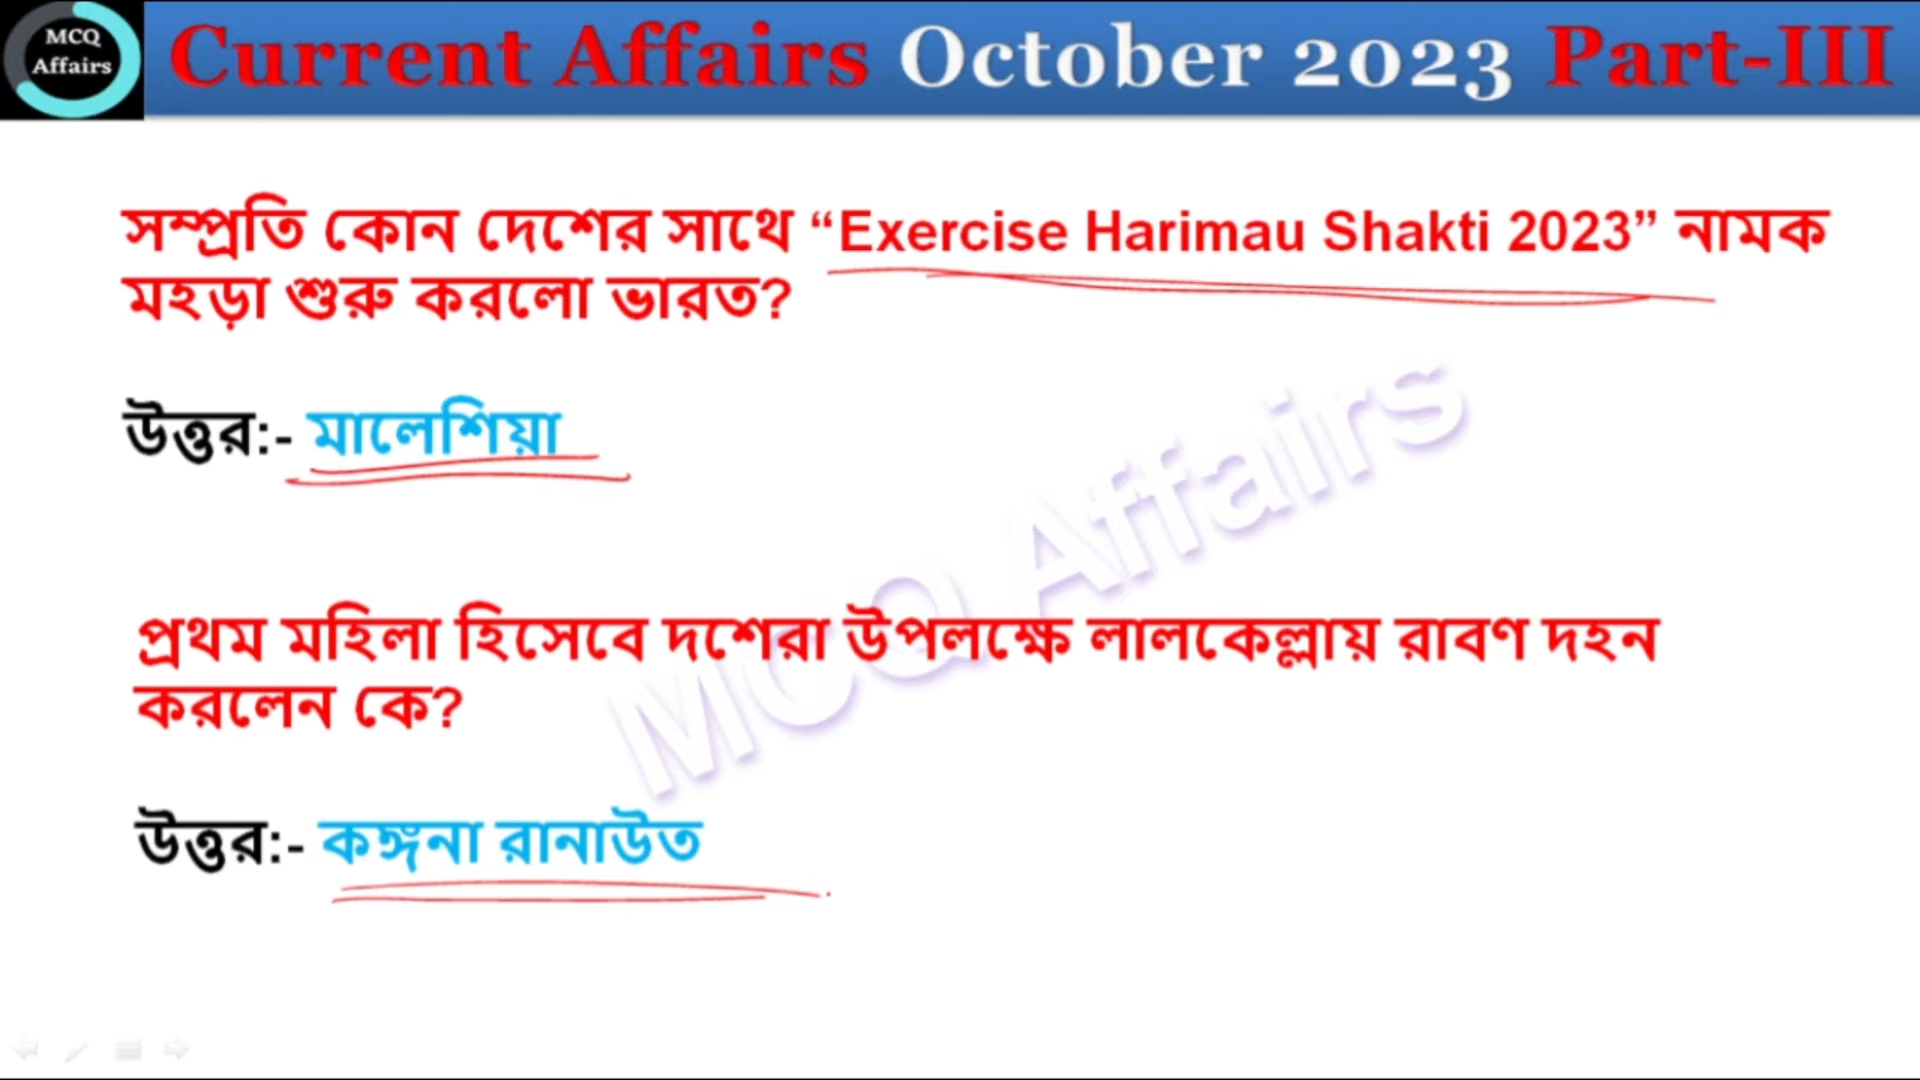 MCQ
Affairs
Current Affairs October 2023 Part-III
সম্প্রতি কোন দেশের সাথে “Exercise Harimau Shakti 2023” নামক
মহড়া শুরু করলো ভারত?
উত্তর:- মালেশিয়া
প্রথম মহিলা হিসেবে দশেরা উপলক্ষে লালকেল্লায় রাবণ দহন
করলেন কে?
উত্তর:- কঙ্গনা রানাউত
MCQ Affairs